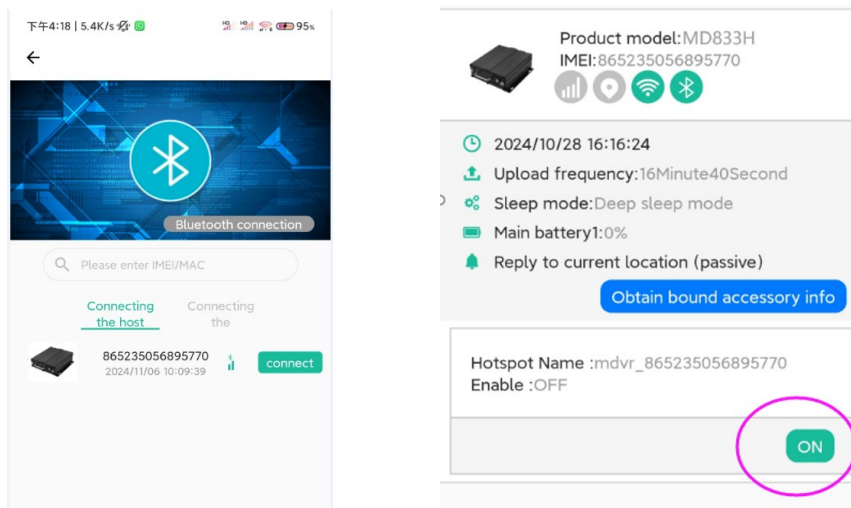 下午4:18 | 5.4K/s
HD HD 95%
Bluetooth connection
Please enter IMEI/MAC
Connecting
the host
Connecting
the
865235056895770
2024/11/06 10:09:39
connect
Product model:MD833H
IMEI:865235056895770
2024/10/28 16:16:24
Upload frequency:16Minute40Second
Sleep mode:Deep sleep mode
Main battery1:0%
Reply to current location (passive)
Obtain bound accessory info
Hotspot Name :mdvr_865235056895770
Enable :OFF
ON